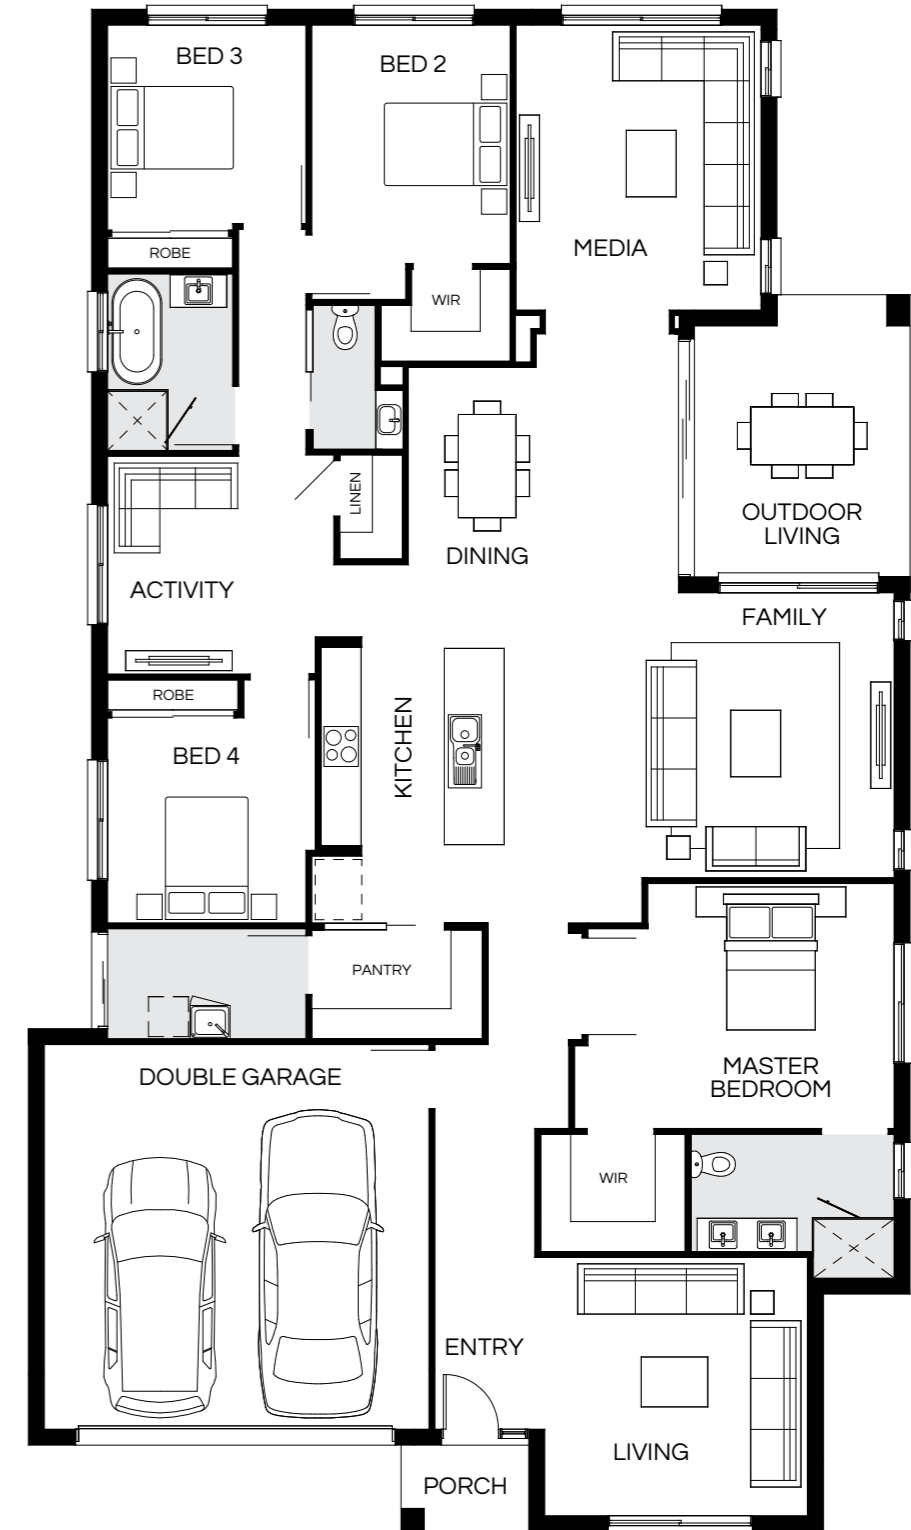 BED 3
BED 2
MEDIA
ROBE
WIR
LINEN
DINING
OUTDOOR
LIVING
ACTIVITY
FAMILY
ROBE
BED 4
KITCHEN
PANTRY
MASTER
BEDROOM
DOUBLE GARAGE
WIR
ENTRY
LIVING
PORCH